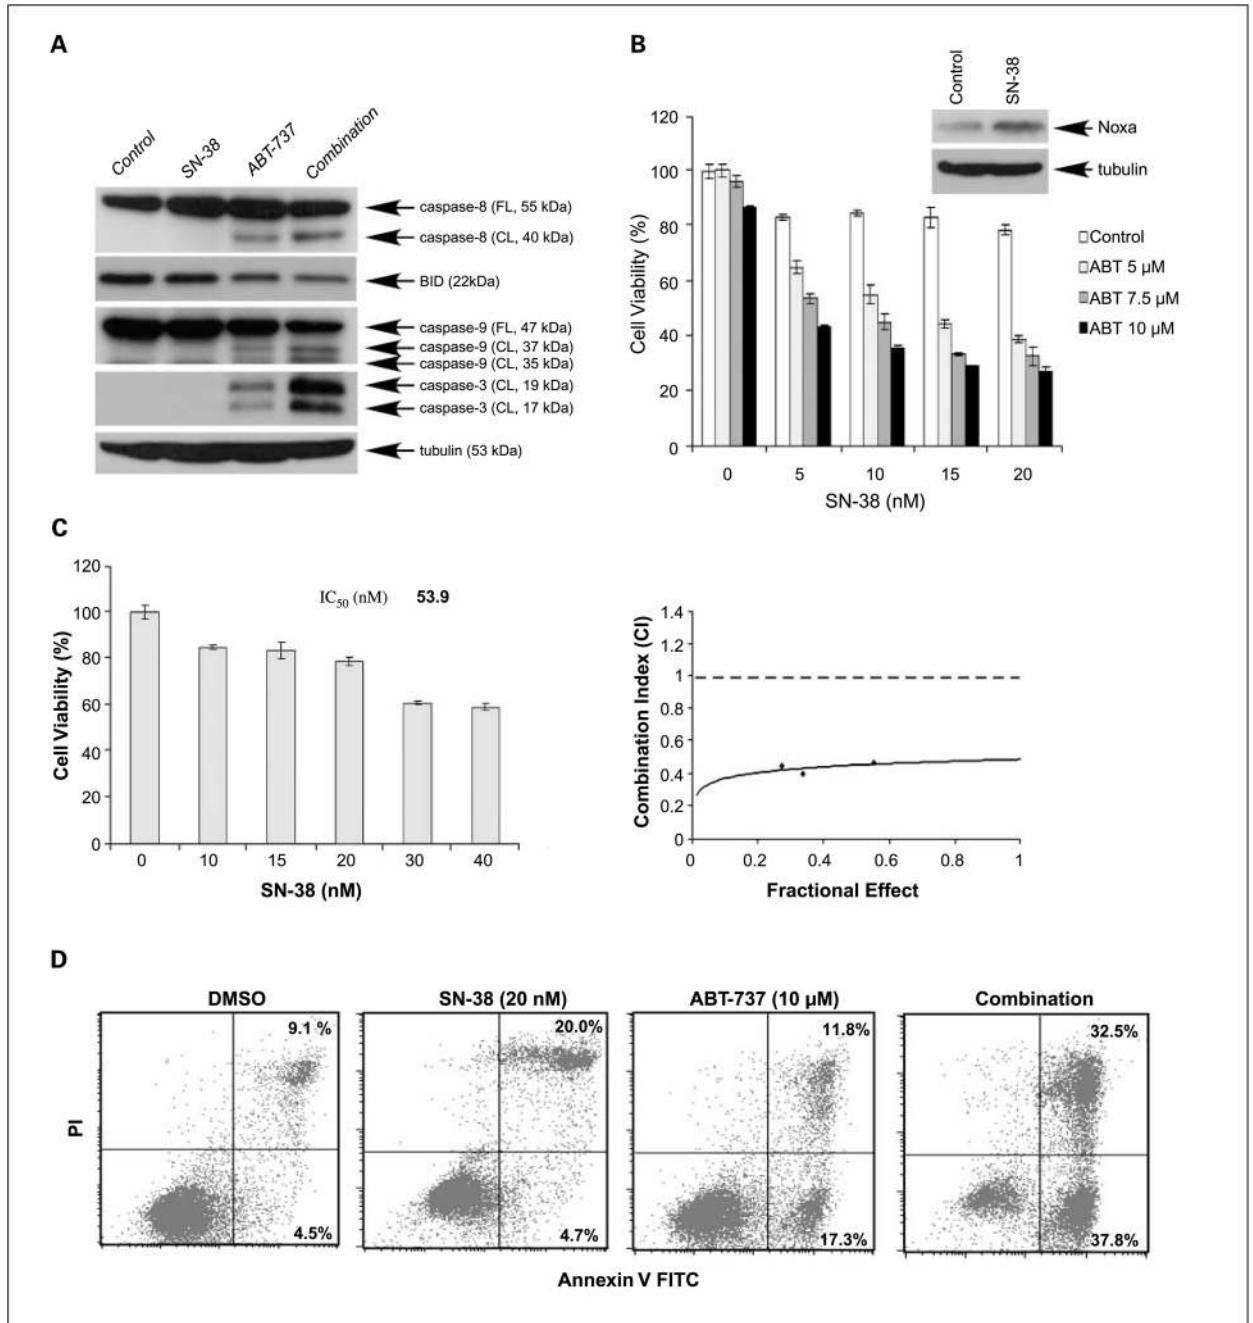 A
Control
SN-38
ABT-737
Combination
caspase-8 (FL, 55 kDa)
caspase-8 (CL, 40 kDa)
BID (22kDa)
caspase-9 (FL, 47 kDa)
caspase-9 (CL, 37 kDa)
caspase-9 (CL, 35 kDa)
caspase-3 (CL, 19 kDa)
caspase-3 (CL, 17 kDa)
tubulin (53 kDa)
B
Control
SN-38
Noxa
tubulin
Cell Viability (%)
120
100
80
60
40
20
0
0 5 10 15 20
SN-38 (nM)
Control
ABT 5 µM
ABT 7.5 µM
ABT 10 µM
C
IC50 (nM) 53.9
Cell Viability (%)
120
100
80
60
40
20
0
0 10 15 20 30 40
SN-38 (nM)
Combination Index (CI)
1.4
1.2
1
0.8
0.6
0.4
0.2
0
0 0.2 0.4 0.6 0.8 1
Fractional Effect
D
DMSO
9.1 %
4.5%
SN-38 (20 nM)
20.0%
4.7%
ABT-737 (10 µM)
11.8%
17.3%
Combination
32.5%
37.8%
PI
Annexin V FITC